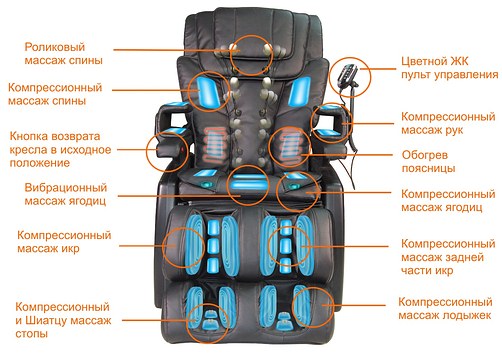 Роликовый
массаж спины
Компрессионный
массаж спины
Кнопка возврата
кресла в исходное
положение
Вибрационный
массаж ягодиц
Компрессионный
массаж икр
Компрессионный
и Шиатцу массаж
стопы
Цветной ЖК
пульт управления
Компрессионный
массаж рук
Обогрев
поясницы
Компрессионный
массаж ягодиц
Компрессионный
массаж задней
части икр
Компрессионный
массаж лодыжек